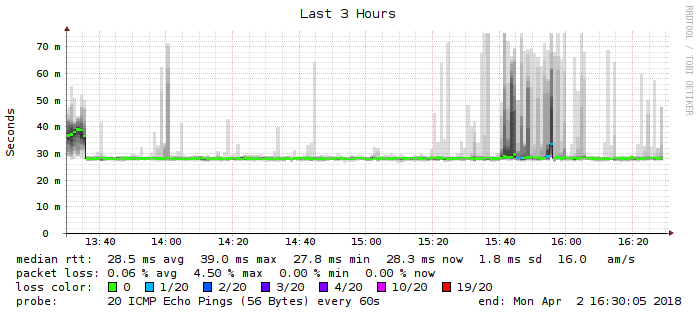 Last 3 Hours
RRDTOOL / TOBI OETIKER
Seconds
70 m
60 m
50 m
40 m
30 m
20 m
10 m
0
13:40 14:00 14:20 14:40 15:00 15:20 15:40 16:00 16:20
median rtt: 28.5 ms avg 39.0 ms max 27.8 ms min 28.3 ms now 1.8 ms sd 16.0 am/s
packet loss: 0.06 % avg 4.50 % max 0.00 % min 0.00 % now
loss color: 0 1/20 2/20 3/20 4/20 10/20 19/20
probe: 20 ICMP Echo Pings (56 Bytes) every 60s end: Mon Apr 2 16:30:05 2018